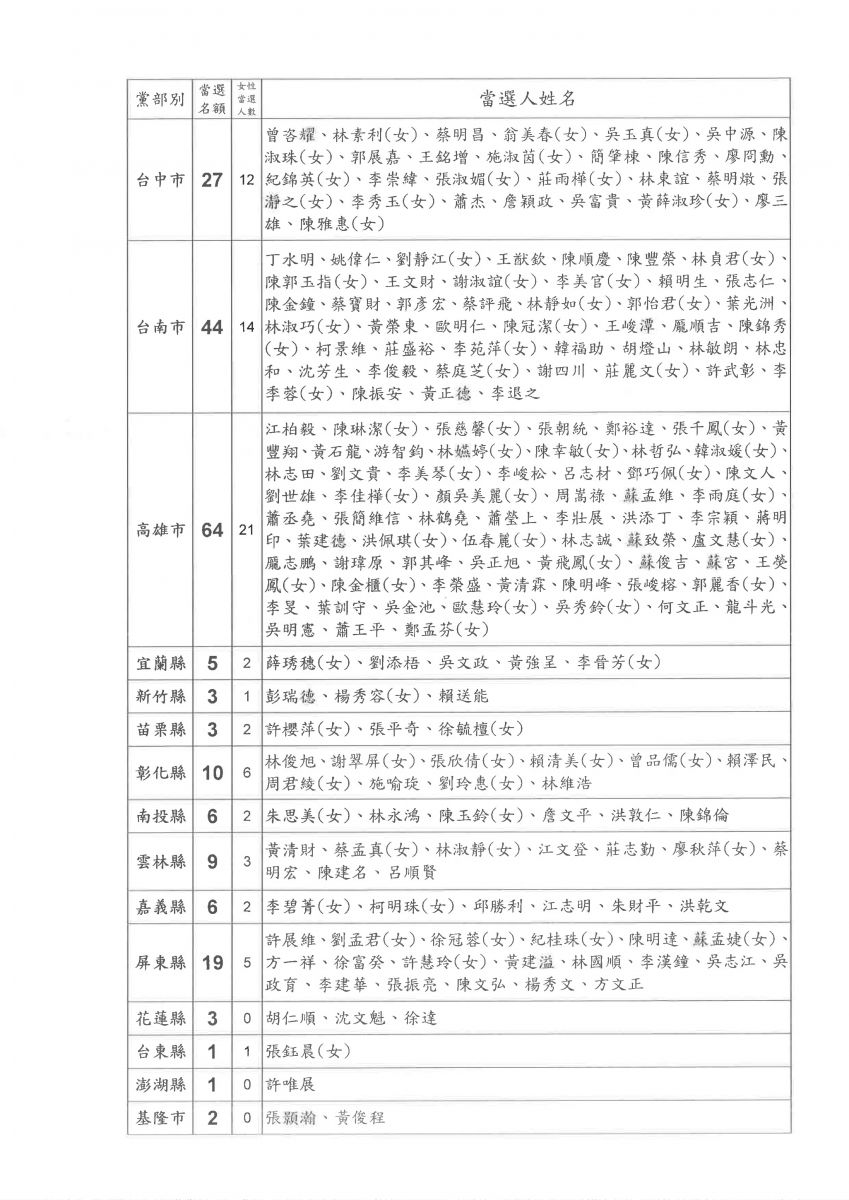 黨部別 當選名額 女性當選人數 當選人姓名
台中市 27 12
曾咨耀、林素利(女)、蔡明昌、翁美春(女)、吳玉真(女)、吳中源、陳
淑珠(女)、郭展嘉、王銘增、施淑茵(女)、簡肇棟、陳信秀、廖冏勳、
紀錦英(女)、李崇緯、張淑媚(女)、莊雨樺(女)、林東誼、蔡明燉、張
瀞之(女)、李秀玉(女)、蕭杰、詹穎政、吳富貴、黃薛淑珍(女)、廖三
雄、陳雅惠(女)
台南市 44 14
丁水明、姚偉仁、劉靜江(女)、王猷欽、陳順慶、陳豐榮、林貞君(女)、
陳郭玉指(女)、王文財、謝淑誼(女)、李美官(女)、賴明生、張志仁、
陳金鐘、蔡寶財、郭彥宏、蔡評飛、林靜如(女)、郭怡君(女)、葉光洲、
林淑巧(女)、黃榮東、歐明仁、陳冠潔(女)、王峻潭、龐順吉、陳錦秀
(女)、柯景維、莊盛裕、李苑萍(女)、韓福助、胡燈山、林敏朗、林忠
和、沈芳生、李俊毅、蔡庭芝(女)、謝四川、莊麗文(女)、許武彰、李
季蓉(女)、陳振安、黃正德、李退之
高雄市 64 21
江柏毅、陳琳潔(女)、張慈馨(女)、張朝統、鄭裕達、張千鳳(女)、黃
豐翔、黃石龍、游智鈞、林嬿婷(女)、陳幸敏(女)、林哲弘、韓淑媛(女)、
林志田、劉文貴、李美琴(女)、李峻松、呂志材、鄧巧佩(女)、陳文人、
劉世雄、李佳樺(女)、顏吳美麗(女)、周嵩祿、蘇孟維、李雨庭(女)、
蕭丞堯、張簡維信、林鶴堯、蕭瑩上、李壯展、洪添丁、李宗穎、蔣明
印、葉建德、洪佩琪(女)、伍春麗(女)、林志誠、蘇致榮、盧文慧(女)、
龎志鵬、謝瑋原、郭其峰、吳正旭、黃飛鳳(女)、蘇俊吉、蘇宮、王熒
鳳(女)、陳金櫃(女)、李榮盛、黃清霖、陳明峰、張峻榕、郭麗香(女)、
李旻、葉訓守、吳金池、歐慧玲(女)、吳秀鈴(女)、何文正、龍斗光、
吳明憲、蕭王平、鄭孟芬(女)
宜蘭縣 5 2 薛琇穗(女)、劉添梧、吳文政、黃強呈、李晉芳(女)
新竹縣 3 1 彭瑞德、楊秀容(女)、賴送能
苗栗縣 3 2 許櫻萍(女)、張平奇、徐毓檀(女)
彰化縣 10 6
林俊旭、謝翠屏(女)、張欣倩(女)、賴清美(女)、曾品儒(女)、賴澤民、
周君綾(女)、施喻琁、劉玲惠(女)、林維浩
南投縣 6 2 朱思美(女)、林永鴻、陳玉鈴(女)、詹文平、洪敦仁、陳錦倫
雲林縣 9 3
黃清財、蔡孟真(女)、林淑靜(女)、江文登、莊志勤、廖秋萍(女)、蔡
明宏、陳建名、呂順賢
嘉義縣 6 2 李碧菁(女)、柯明珠(女)、邱勝利、江志明、朱財平、洪乾文
屏東縣 19 5
許展維、劉孟君(女)、徐冠蓉(女)、紀桂珠(女)、陳明達、蘇孟婕(女)、
方一祥、徐富癸、許慧玲(女)、黃建溢、林國順、李漢鐘、吳志江、吳
政育、李建華、張振亮、陳文弘、楊秀文、方文正
花蓮縣 3 0 胡仁順、沈文魁、徐達
台東縣 1 1 張鈺晨(女)
澎湖縣 1 0 許唯展
基隆市 2 0 張顥瀚、黃俊程